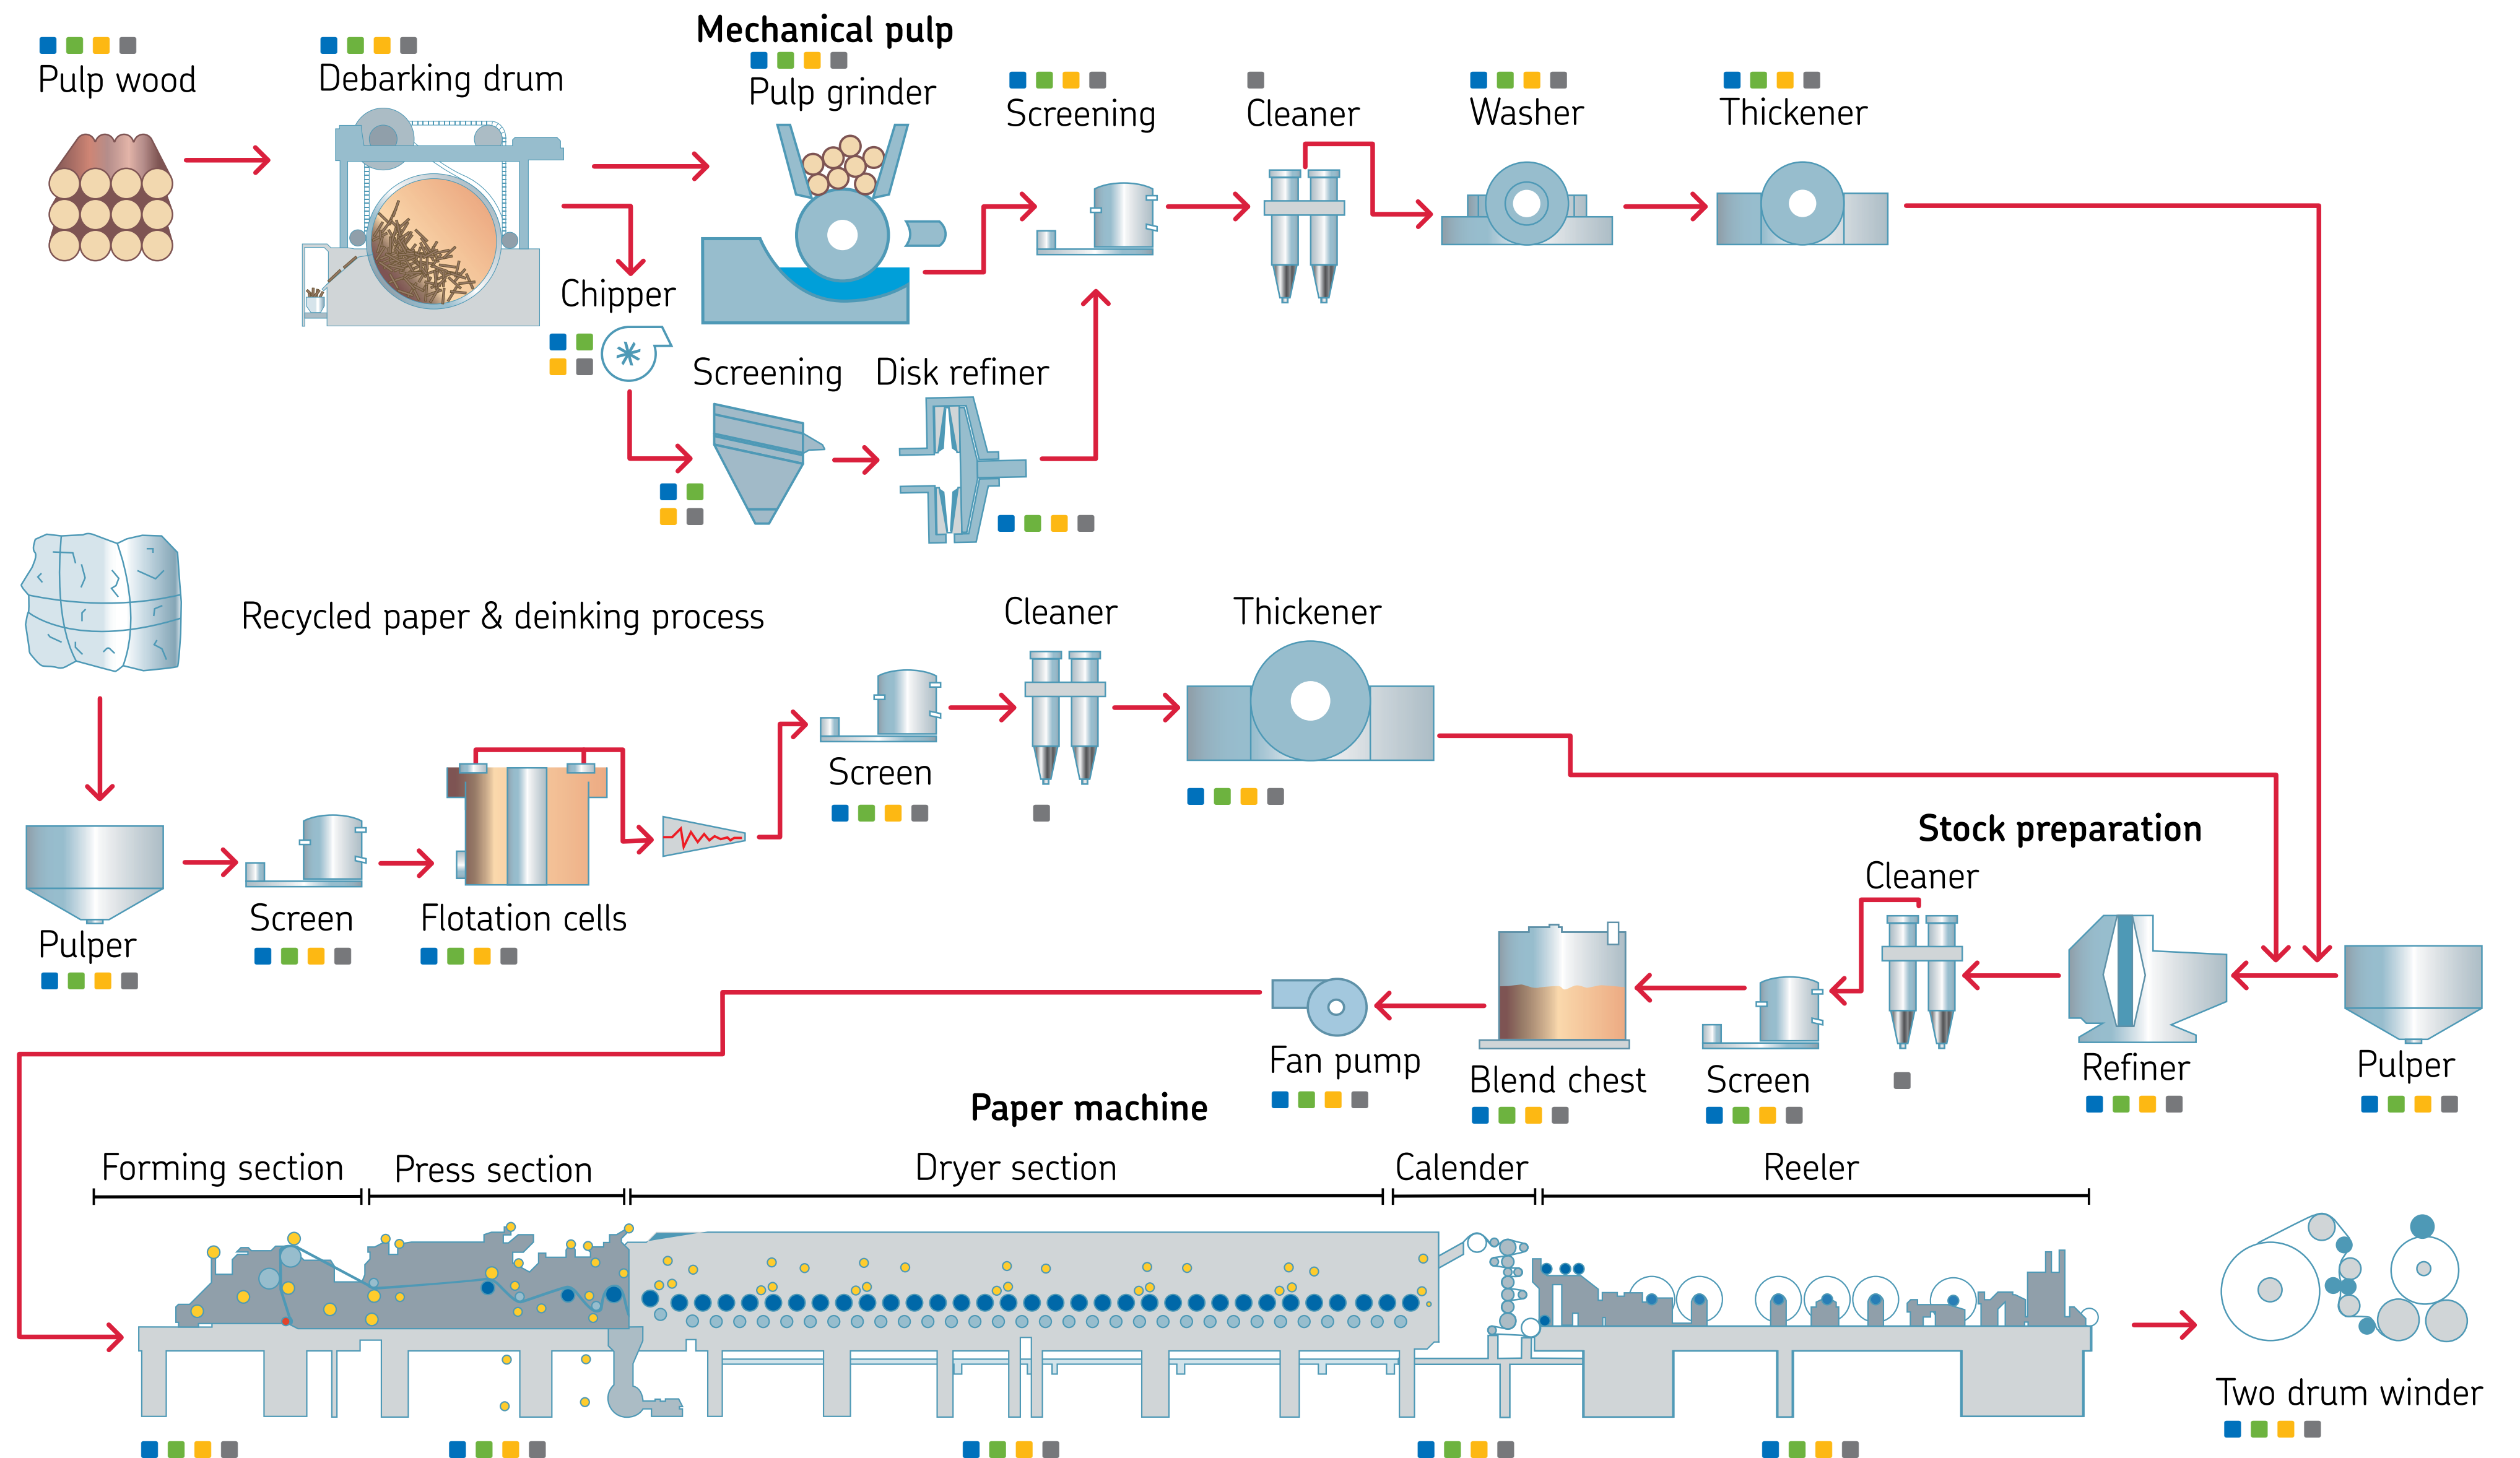 Mechanical pulp
Pulp wood
Debarking drum
Pulp grinder
Screening
Cleaner
Washer
Thickener
Chipper
Screening
Disk refiner
Recycled paper & deinking process
Cleaner
Thickener
Screen
Stock preparation
Cleaner
Pulper
Screen
Flotation cells
Fan pump
Blend chest
Screen
Refiner
Pulper
Paper machine
Forming section
Press section
Dryer section
Calender
Reeler
Two drum winder